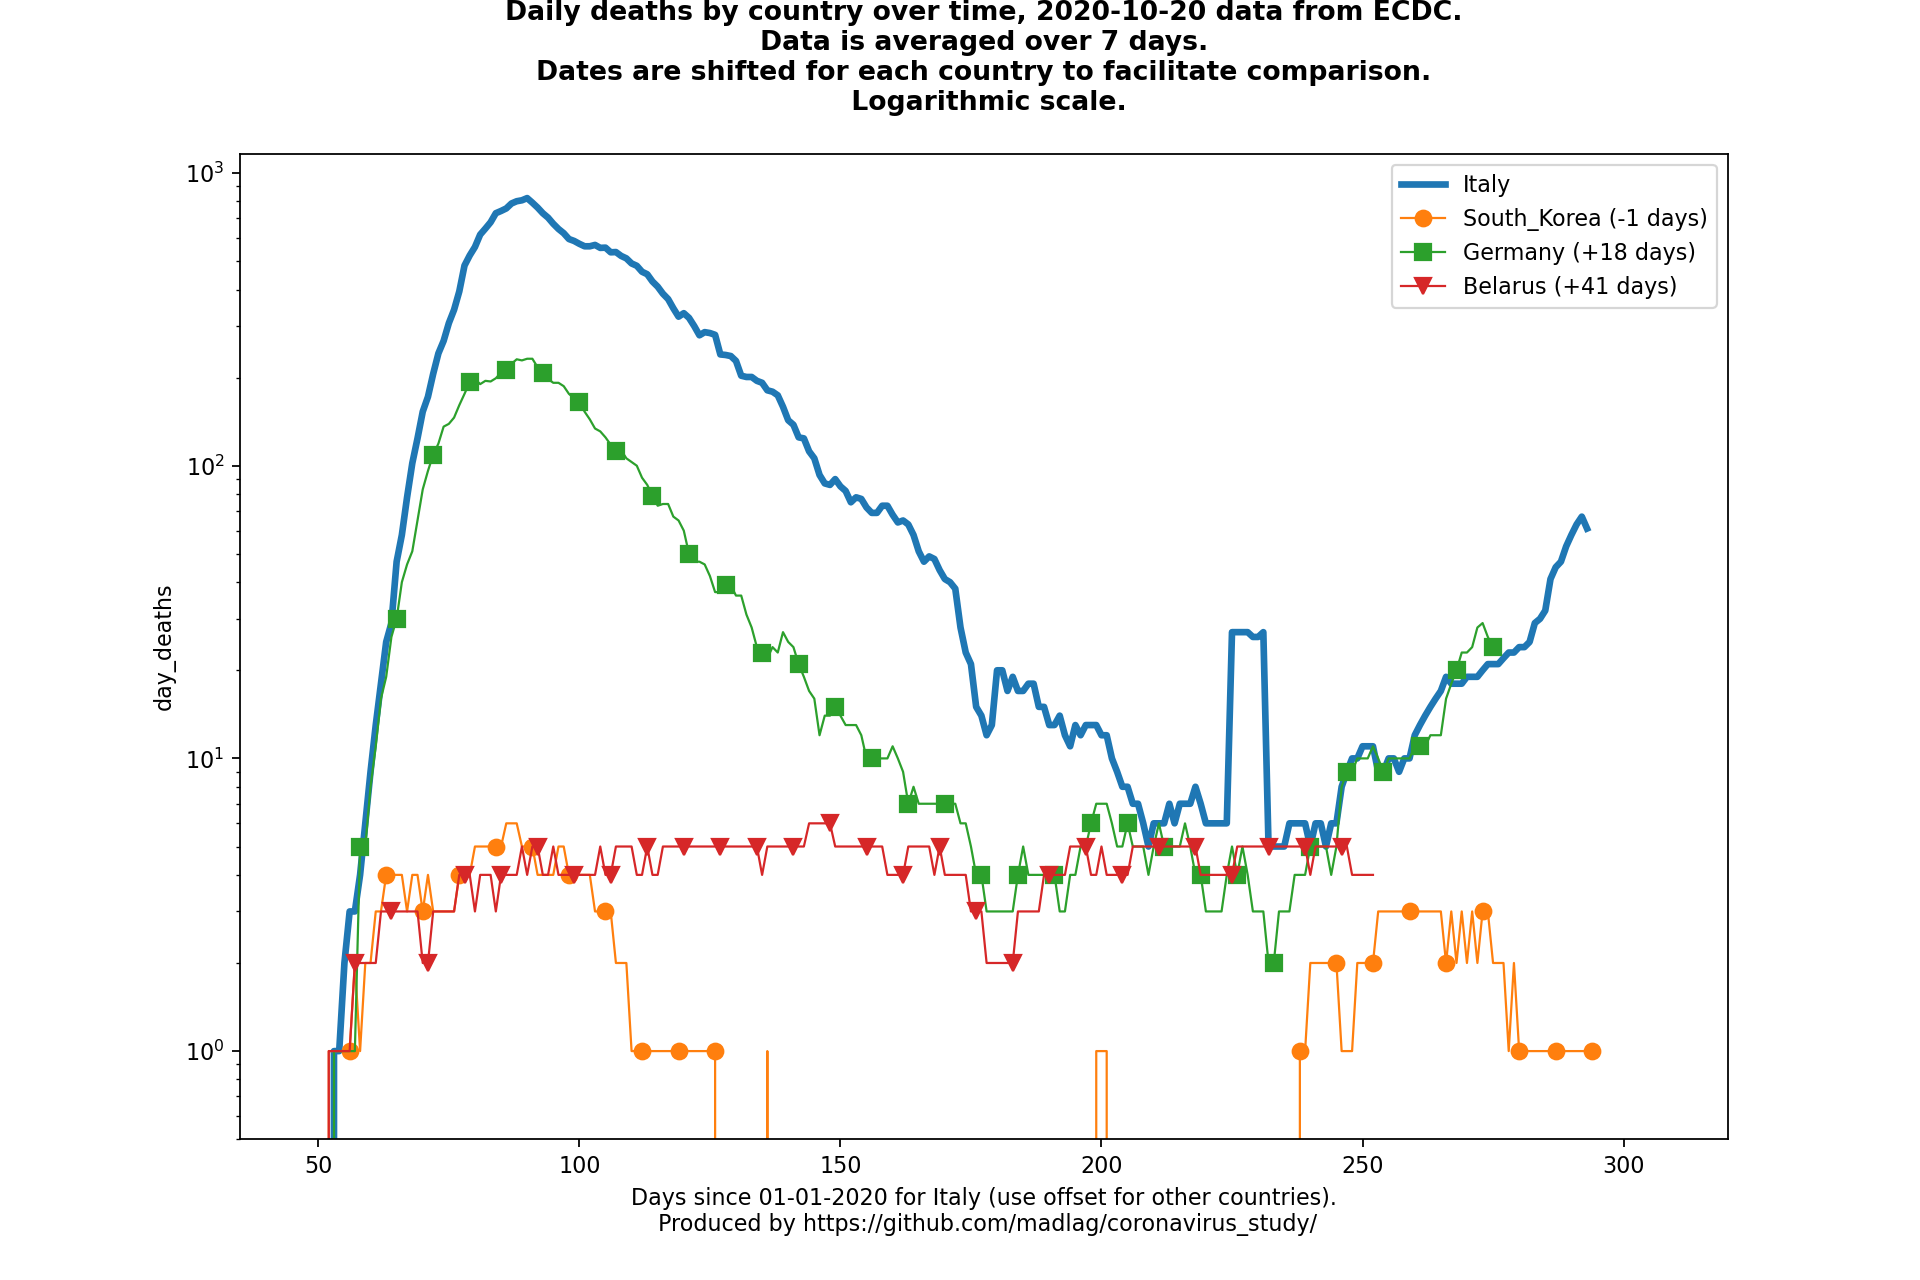 Daily deaths by country over time, 2020-10-20 data from ECDC.
Data is averaged over 7 days.
Dates are shifted for each country to facilitate comparison.
Logarithmic scale.
10³
10²
10¹
10⁰
day_deaths
Italy
South_Korea (-1 days)
Germany (+18 days)
Belarus (+41 days)
50 100 150 200 250 300
Days since 01-01-2020 for Italy (use offset for other countries).
Produced by https://github.com/madlag/coronavirus_study/